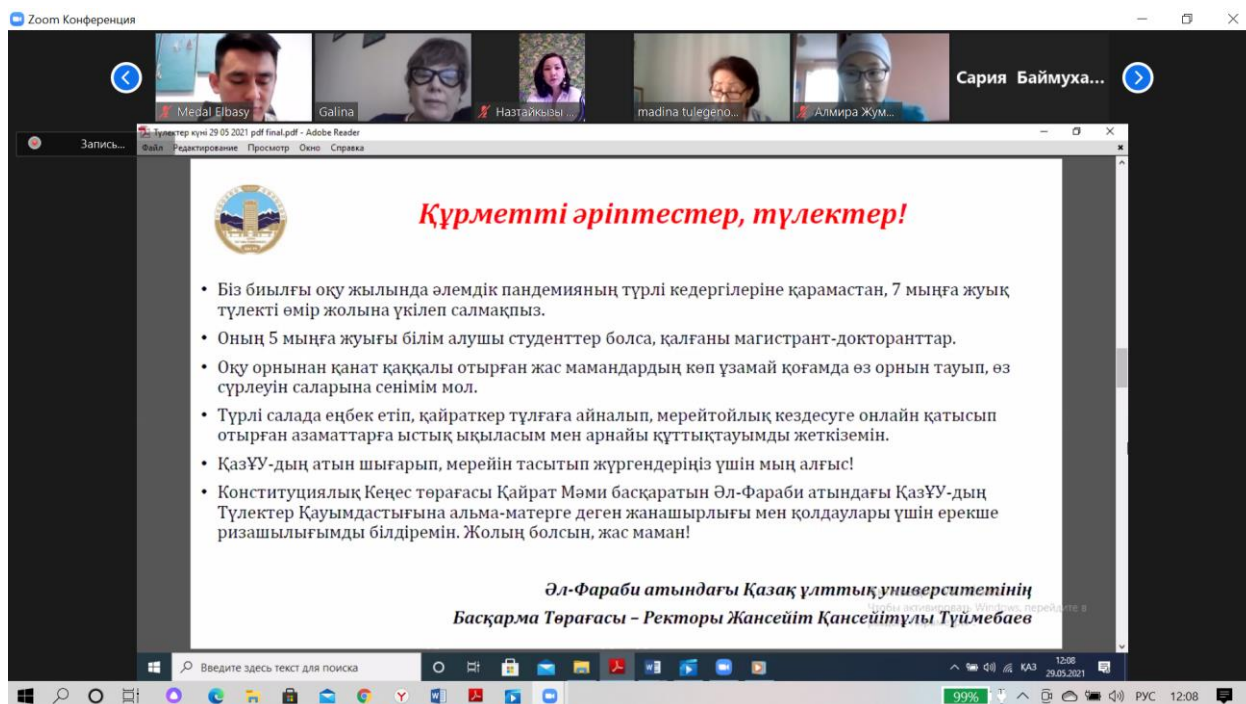 Zoom Конференция
Medal Elbasy
Galina
Назтайкызы ...
madina tulegeno...
Алмира Жум...
Сария Баймуха...
Запись...
Түлектер күні 29 05 2021 pdf final.pdf - Adobe Reader
Файл Редактирование Просмотр Окно Справка
Құрметті әріптестер, түлектер!
• Біз биылғы оқу жылында әлемдік пандемияның түрлі кедергілеріне қарамастан, 7 мыңға жуық
түлекті өмір жолына үкілеп салмақпыз.
• Оның 5 мыңға жуығы білім алушы студенттер болса, қалғаны магистрант-докторанттар.
• Оқу орнынан қанат қаққалы отырған жас мамандардың көп ұзамай қоғамда өз орнын тауып, өз
сүрлеуін саларына сенімім мол.
• Түрлі салада еңбек етіп, қайраткер тұлғаға айналып, мерейтойлық кездесуге онлайн қатысып
отырған азаматтарға ыстық ықыласым мен арнайы құттықтауымды жеткіземін.
• ҚазҰУ-дың атын шығарып, мерейін тасытып жүргендеріңіз үшін мың алғыс!
• Конституциялық Кеңес төрағасы Қайрат Мәми басқаратын Әл-Фараби атындағы ҚазҰУ-дың
Түлектер Қауымдастығына альма-матерге деген жанашырлығы мен қолдаулары үшін ерекше
ризашылығымды білдіремін. Жолың болсын, жас маман!
Әл-Фараби атындағы Қазақ ұлттық университетінің
Чтобы активировать Windows, перейдите в
Басқарма Төрағасы – Ректоры Жансейіт Қансейітұлы Түймебаев
Введите здесь текст для поиска
ҚАЗ
12:08
29.05.2021
99%
РУС
12:08